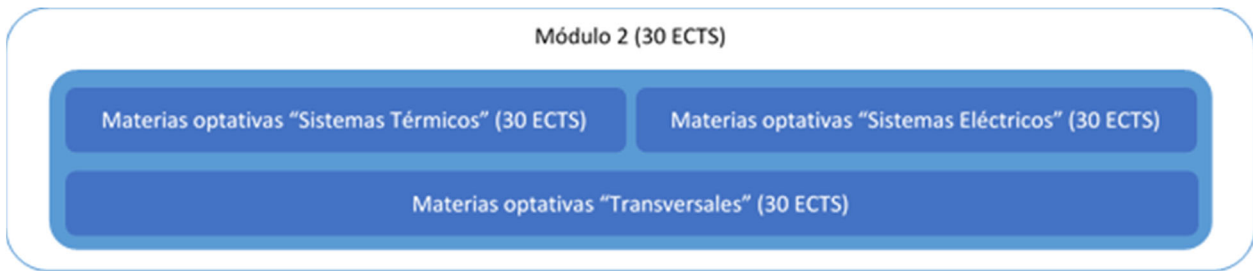 Módulo 2 (30 ECTS)
Materias optativas “Sistemas Térmicos” (30 ECTS)
Materias optativas “Sistemas Eléctricos” (30 ECTS)
Materias optativas “Transversales” (30 ECTS)